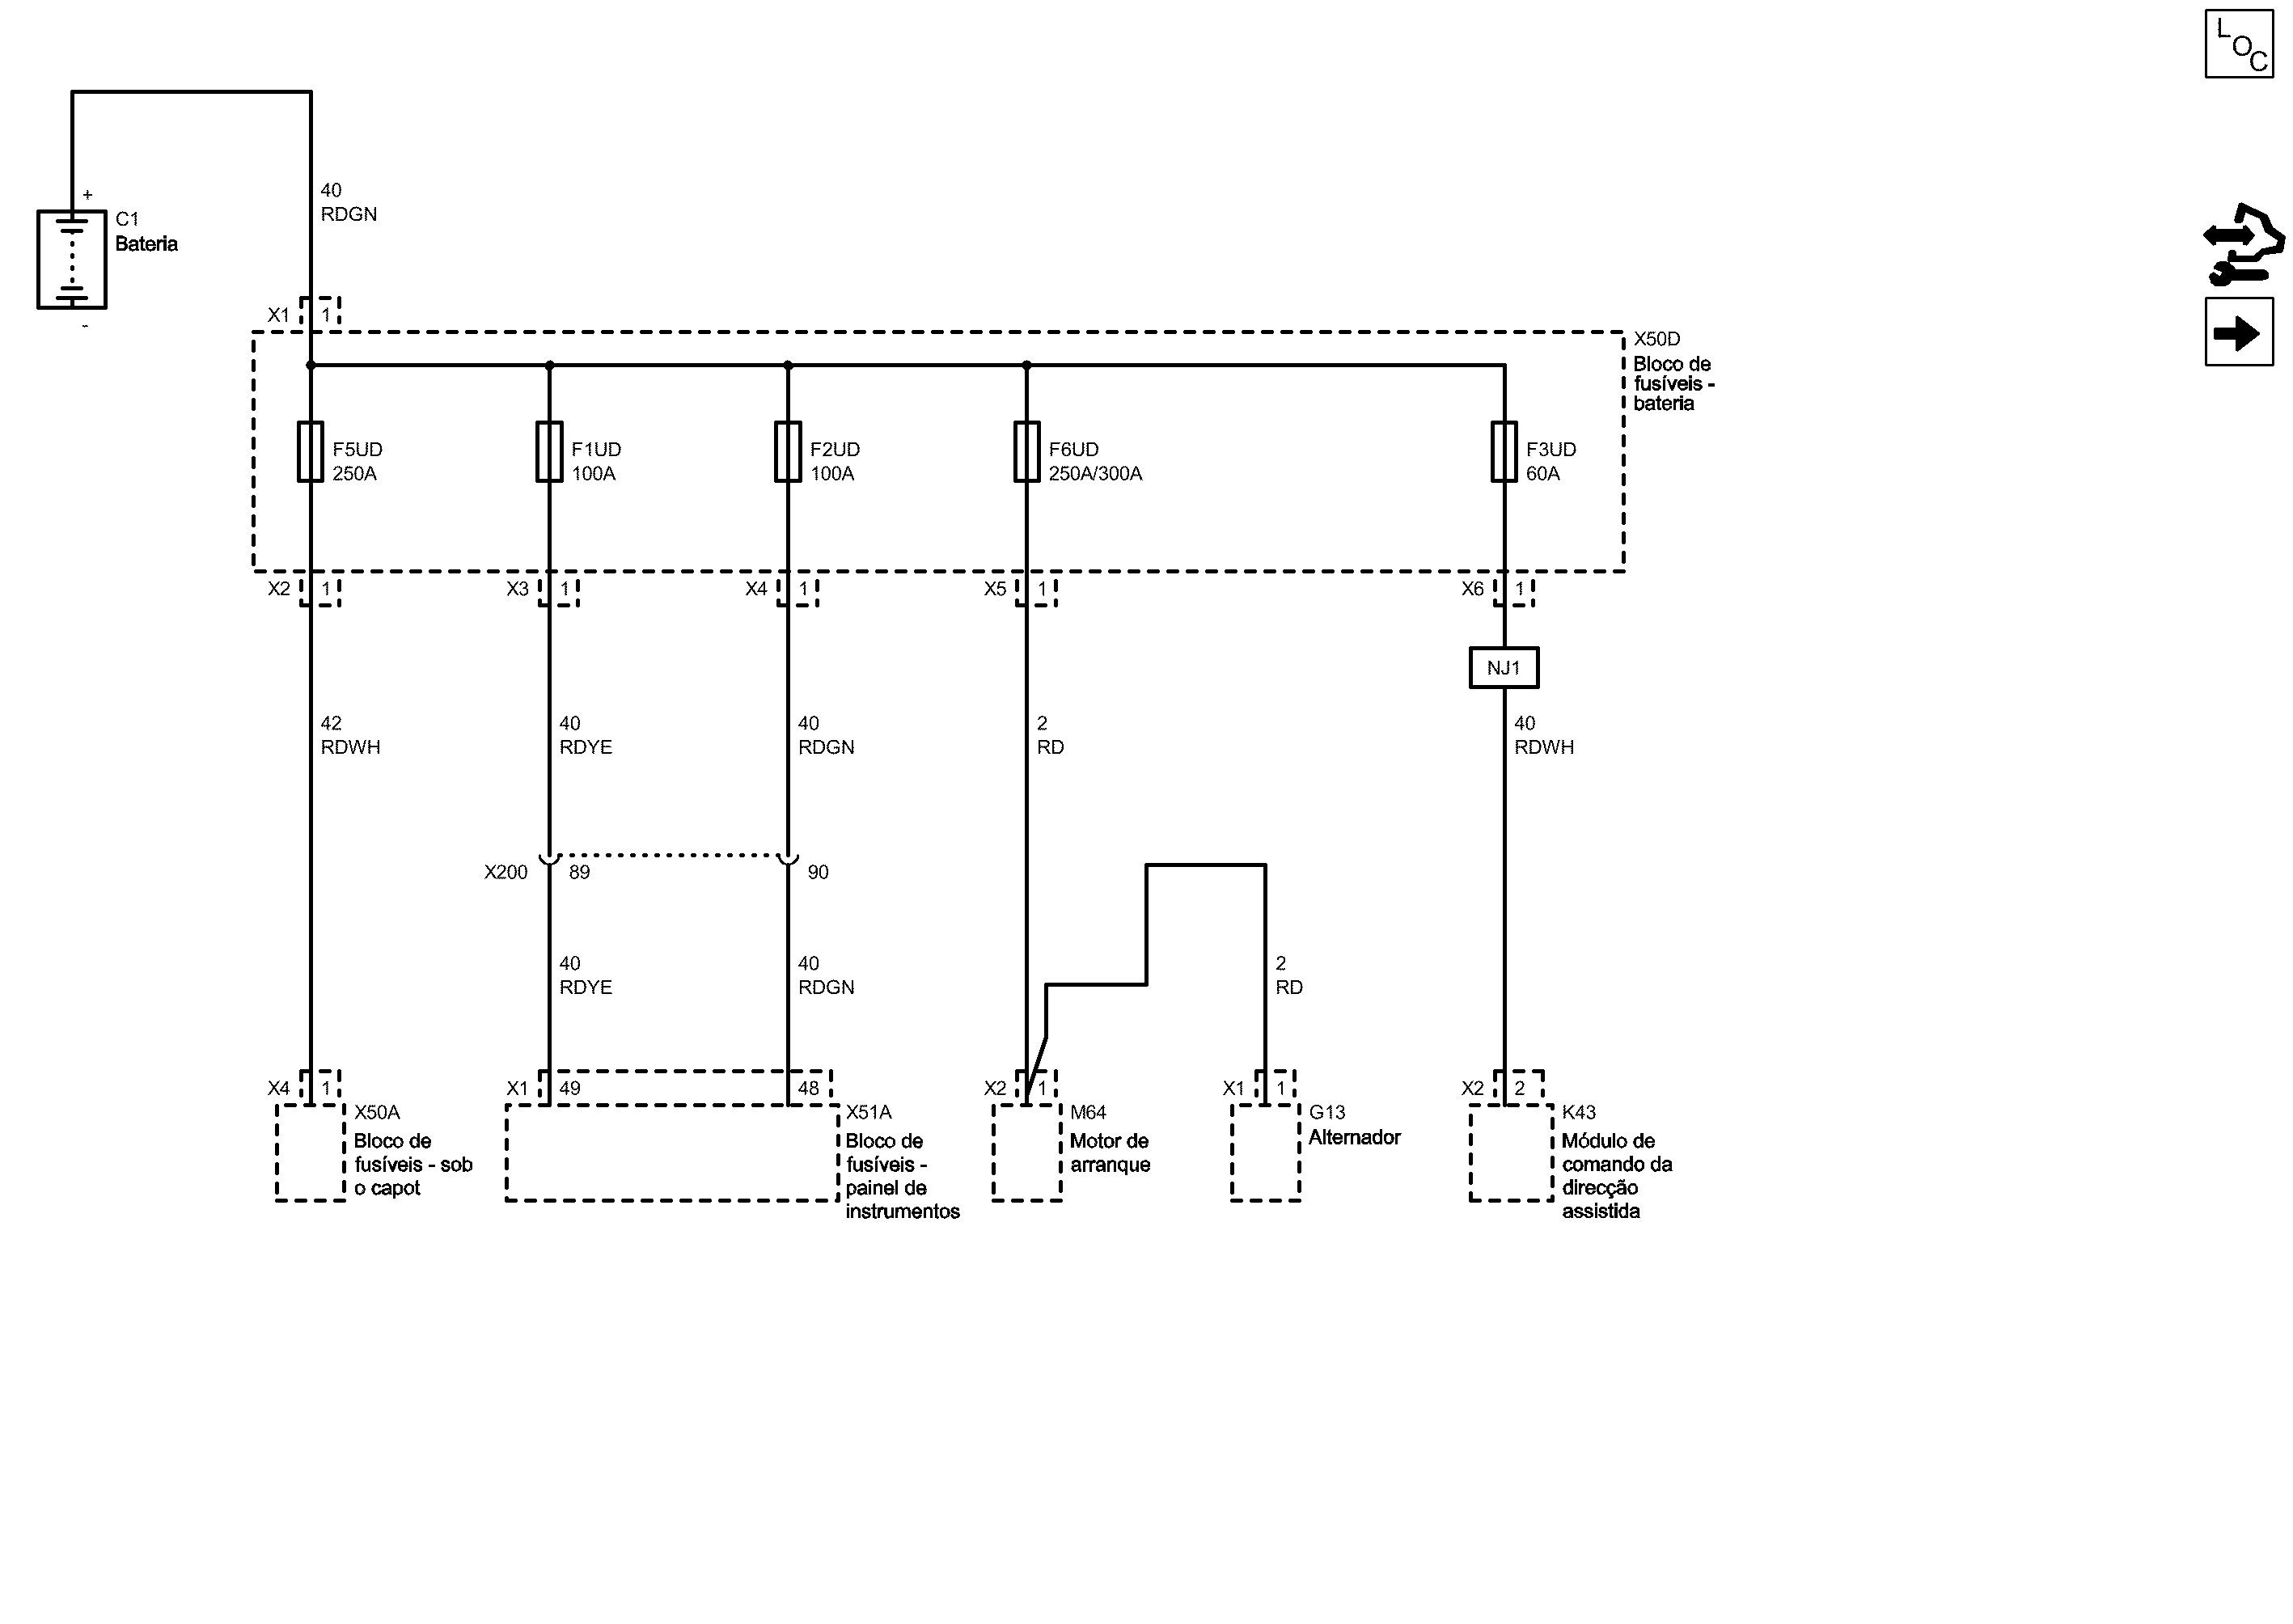 L
O
C
+
C1
Bateria
-
40
RDGN
X1 1
X50D
Bloco de
fusíveis -
bateria
F5UD
250A
F1UD
100A
F2UD
100A
F6UD
250A/300A
F3UD
60A
X2 1
X3 1
X4 1
X5 1
X6 1
NJ1
42
RDWH
40
RDYE
40
RDGN
2
RD
40
RDWH
X200 89 90
40
RDYE
40
RDGN
2
RD
X4 1
X1 49 48
X2 1
X1 1
X2 2
X50A
Bloco de
fusíveis - sob
o capot
X51A
Bloco de
fusíveis -
painel de
instrumentos
M64
Motor de
arranque
G13
Alternador
K43
Módulo de
comando da
direcção
assistida